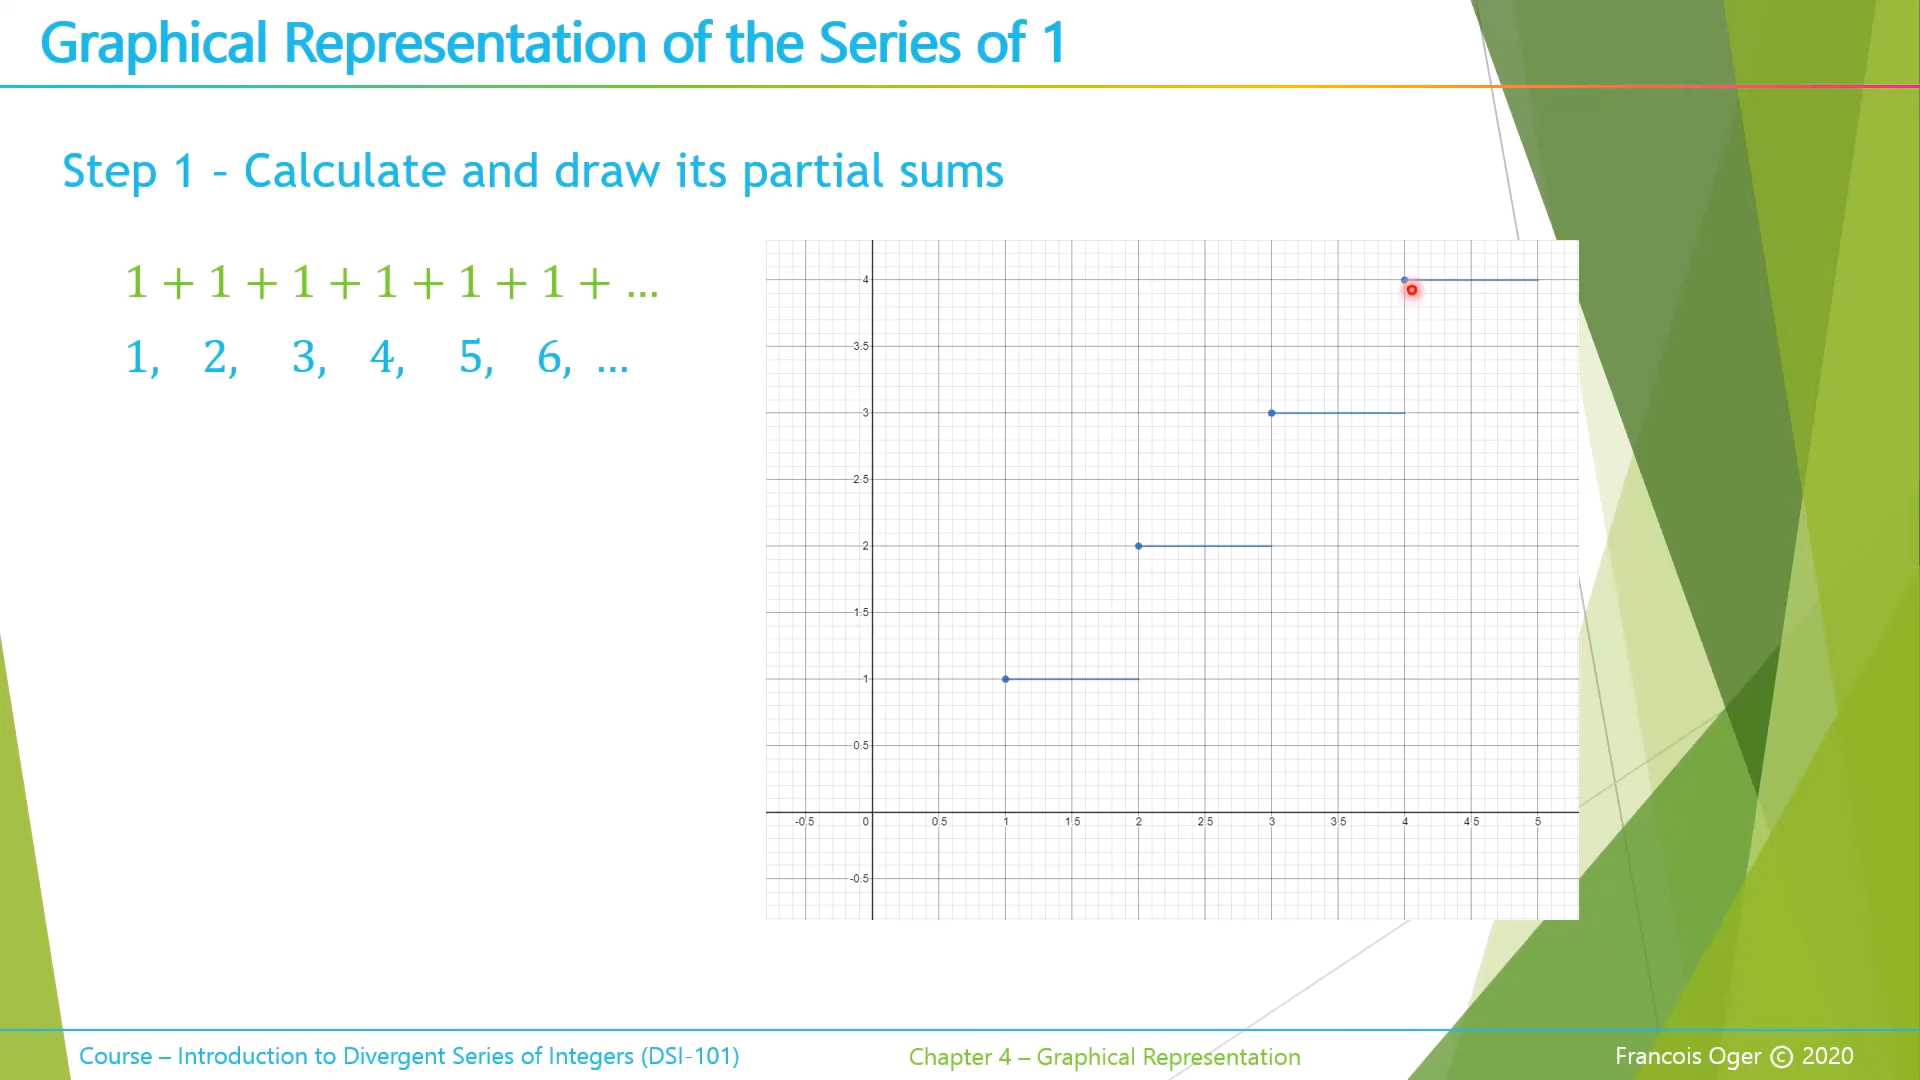 Graphical Representation of the Series of 1
Step 1 – Calculate and draw its partial sums
1 + 1 + 1 + 1 + 1 + 1 + ...
1, 2, 3, 4, 5, 6, ...
4
3.5
3
2.5
2
1.5
1
0.5
-0.5 0 0.5 1 1.5 2 2.5 3 3.5 4 4.5 5
-0.5
Course – Introduction to Divergent Series of Integers (DSI-101)
Chapter 4 – Graphical Representation
Francois Oger © 2020